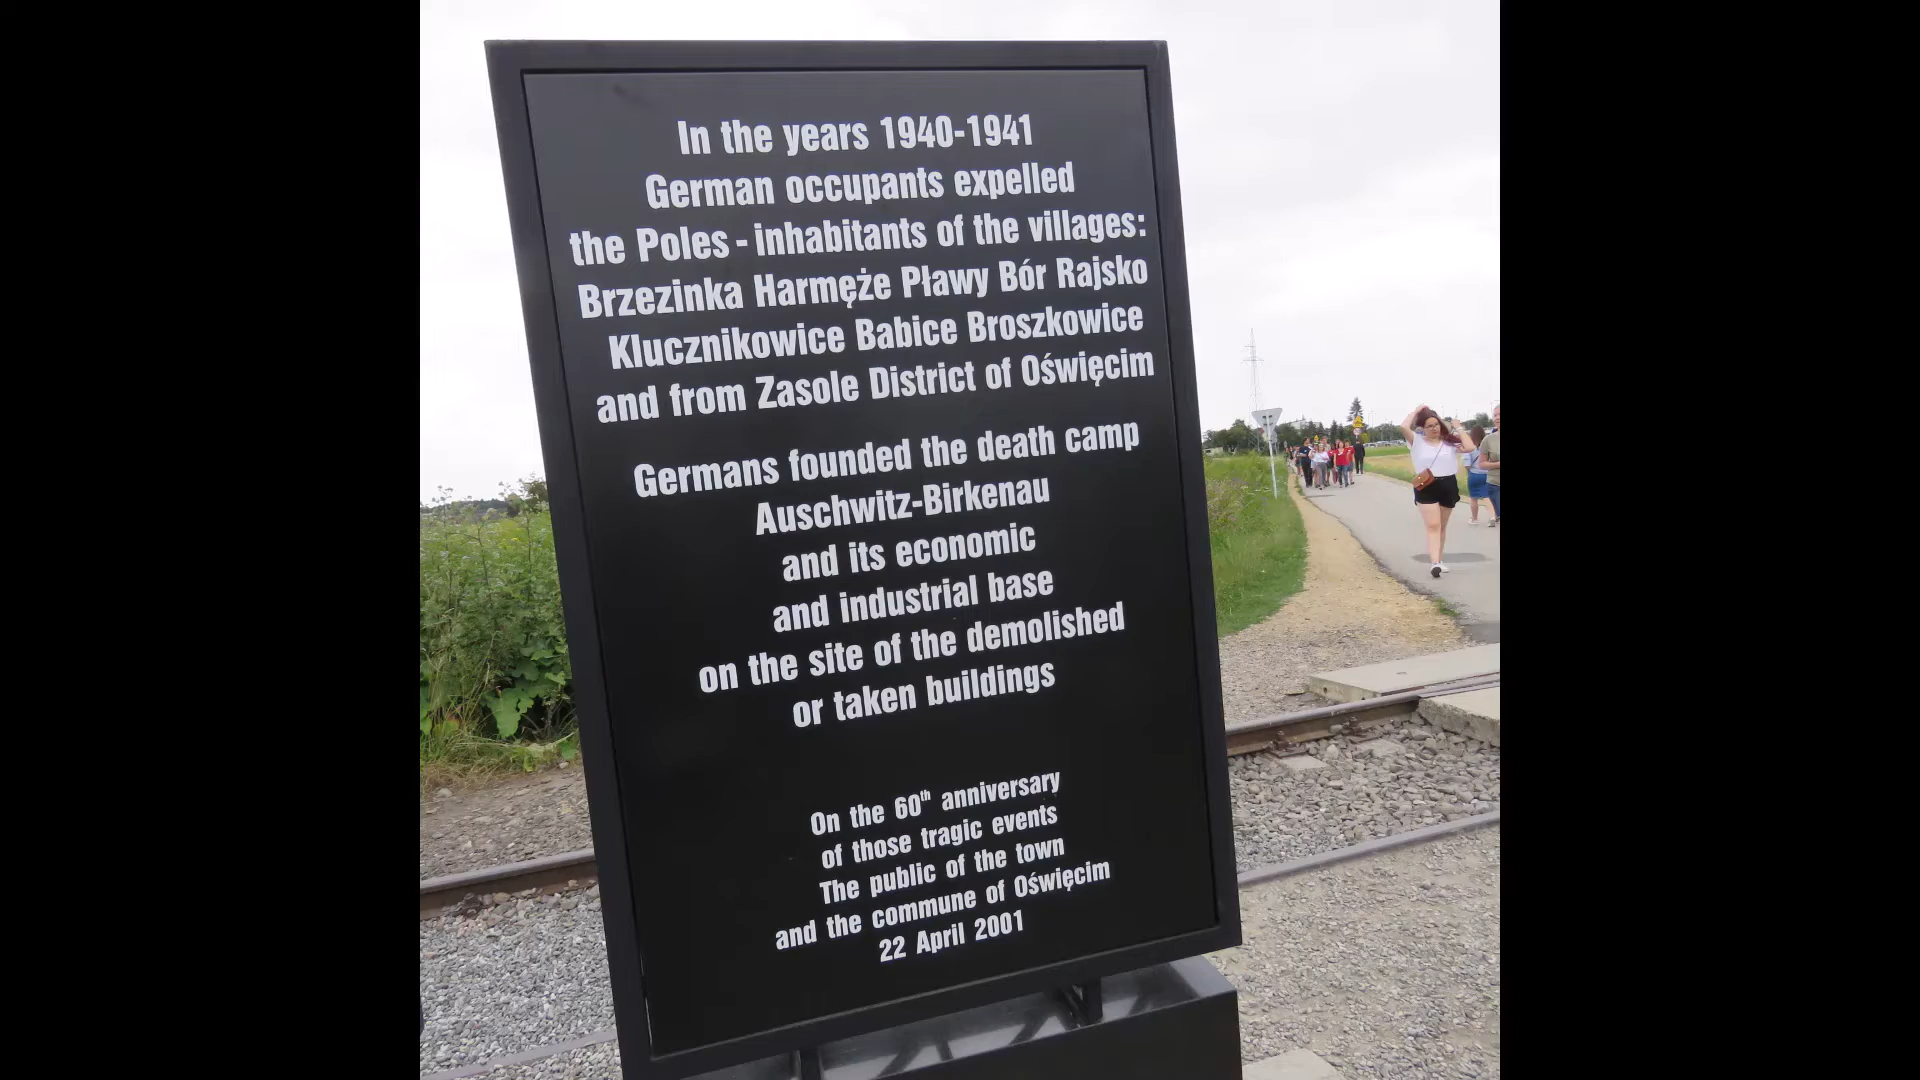 In the years 1940-1941
German occupants expelled
the Poles - inhabitants of the villages:
Brzezinka Harmęże Pławy Bór Rajsko
Klucznikowice Babice Broszkowice
and from Zasole District of Oświęcim
Germans founded the death camp
Auschwitz-Birkenau
and its economic
and industrial base
on the site of the demolished
or taken buildings
On the 60th anniversary
of those tragic events
The public of the town
and the commune of Oświęcim
22 April 2001